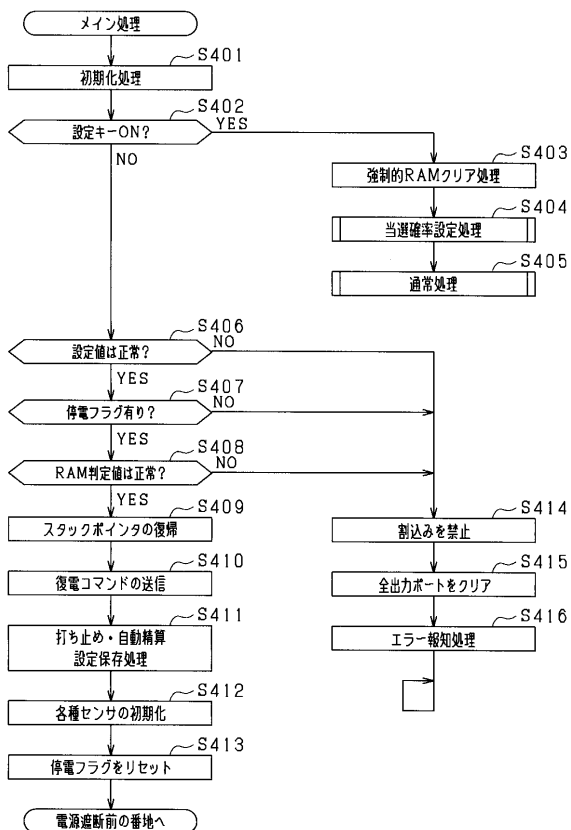 メイン処理
S401
初期化処理
S402
設定キーON?
YES
NO
S403
強制的RAMクリア処理
S404
当選確率設定処理
S405
通常処理
S406
設定値は正常?
NO
YES
S407
停電フラグ有り?
NO
YES
S408
RAM判定値は正常?
NO
YES
S409
スタックポインタの復帰
S410
復電コマンドの送信
S411
打ち止め・自動精算
設定保存処理
S412
各種センサの初期化
S413
停電フラグをリセット
電源遮断前の番地へ
S414
割込みを禁止
S415
全出力ポートをクリア
S416
エラー報知処理